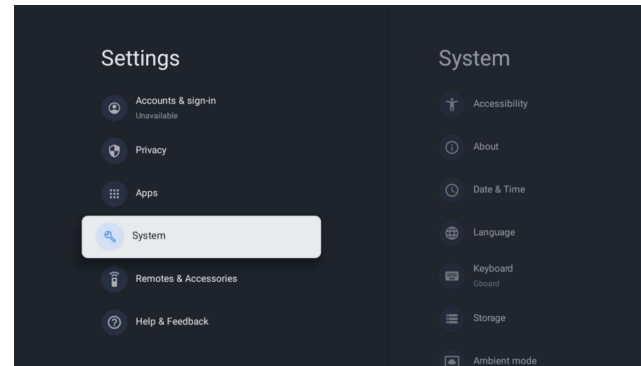 Settings
Accounts & sign-in
Unavailable
Privacy
Apps
System
Remotes & Accessories
Help & Feedback
System
Accessibility
About
Date & Time
Language
Keyboard
Gboard
Storage
Ambient mode